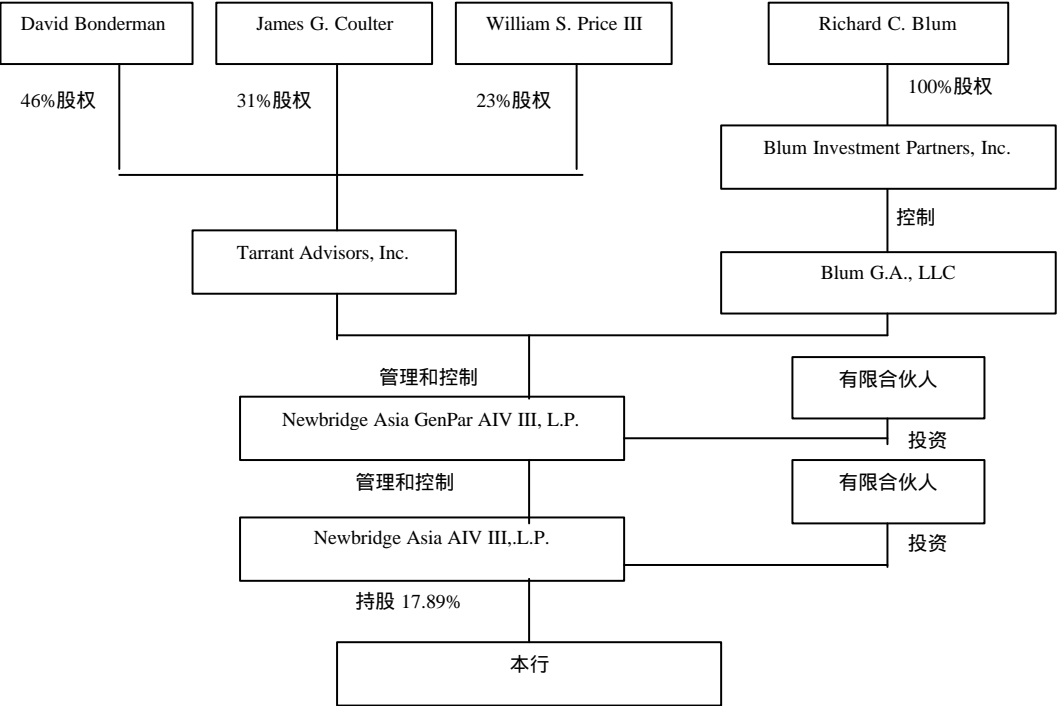 David Bonderman
James G. Coulter
William S. Price III
Richard C. Blum
46%股权
31%股权
23%股权
100%股权
Blum Investment Partners, Inc.
控制
Tarrant Advisors, Inc.
Blum G.A., LLC
管理和控制
有限合伙人
Newbridge Asia GenPar AIV III, L.P.
投资
管理和控制
有限合伙人
Newbridge Asia AIV III,.L.P.
投资
持股 17.89%
本行